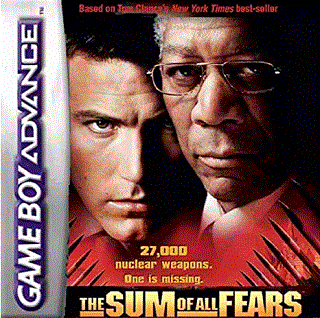 Based on Tom Clancy's New York Times best-seller
GAME BOY ADVANCE
27,000
nuclear weapons.
One is missing.
THE SUM OF ALL FEARS